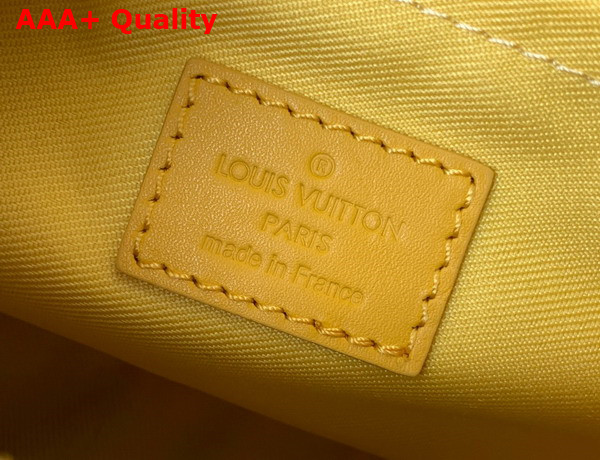 AAA+ Quality
®
LOUIS VUITTON
PARIS
made in France